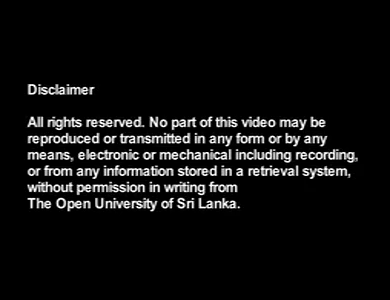 Disclaimer
All rights reserved. No part of this video may be
reproduced or transmitted in any form or by any
means, electronic or mechanical including recording,
or from any information stored in a retrieval system,
without permission in writing from
The Open University of Sri Lanka.